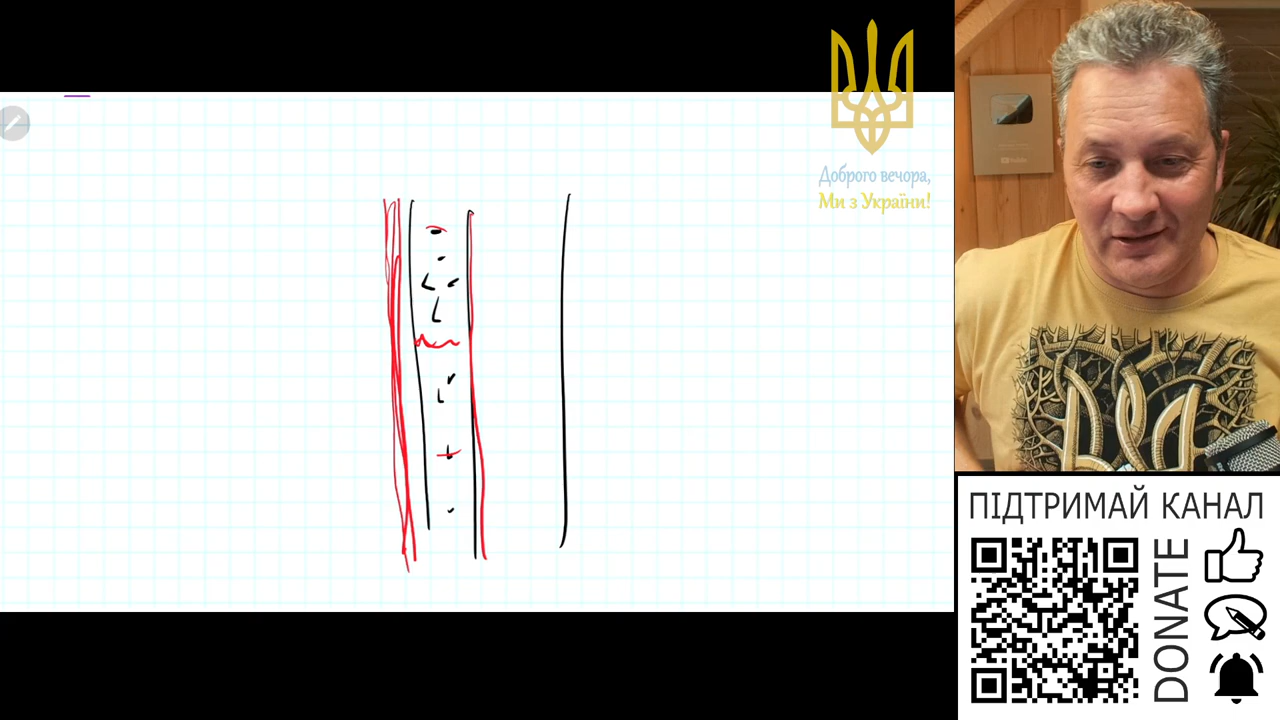 Доброго вечора,
Ми з України!
ПІДТРИМАЙ КАНАЛ
DONATE